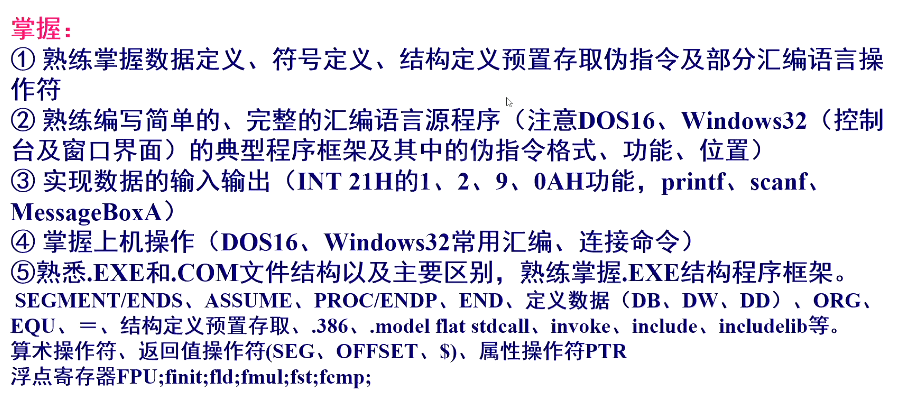 掌握：
① 熟练掌握数据定义、符号定义、结构定义预置存取伪指令及部分汇编语言操
作符
② 熟练编写简单的、完整的汇编语言源程序（注意DOS16、Windows32（控制
台及窗口界面）的典型程序框架及其中的伪指令格式、功能、位置）
③ 实现数据的输入输出（INT 21H的1、2、9、0AH功能，printf、scanf、
MessageBoxA）
④ 掌握上机操作（DOS16、Windows32常用汇编、连接命令）
⑤熟悉.EXE和.COM文件结构以及主要区别，熟练掌握.EXE结构程序框架。
SEGMENT/ENDS、ASSUME、PROC/ENDP、END、定义数据（DB、DW、DD）、ORG、
EQU、＝、结构定义预置存取、.386、.model flat stdcall、invoke、include、includelib等。
算术操作符、返回值操作符(SEG、OFFSET、$)、属性操作符PTR
浮点寄存器FPU;finit;fld;fmul;fst;fcmp;